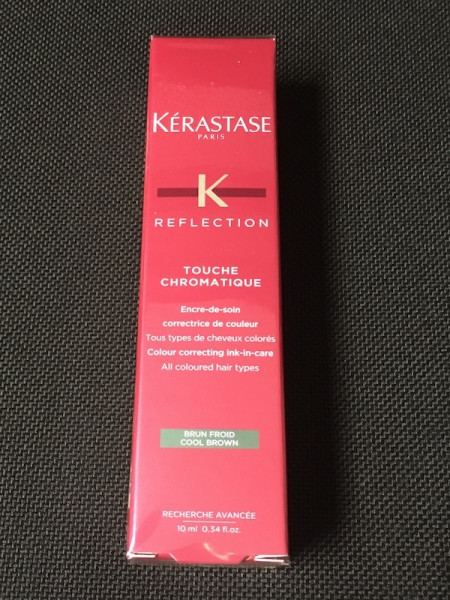 KÉRASTASE
PARIS
K
REFLECTION
TOUCHE
CHROMATIQUE
Encre-de-soin
correctrice de couleur
Tous types de cheveux colorés
Colour correcting ink-in-care
All coloured hair types
BRUN FROID
COOL BROWN
RECHERCHE AVANCÉE
10 ml 0.34 fl.oz.